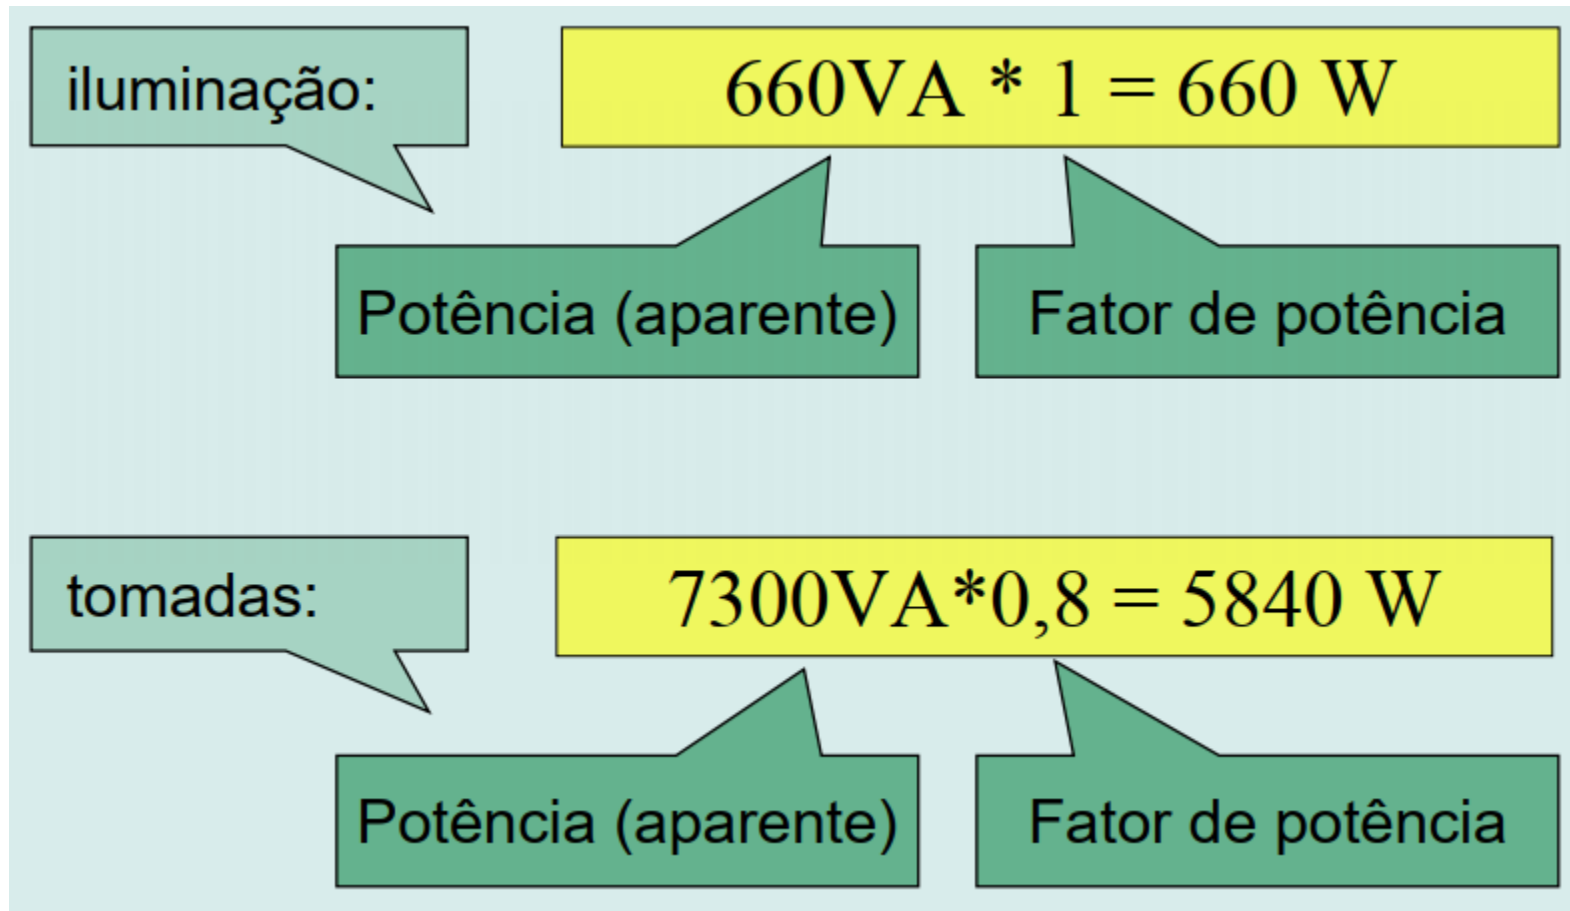 iluminação:
660VA * 1 = 660 W
Potência (aparente)
Fator de potência
tomadas:
7300VA*0,8 = 5840 W
Potência (aparente)
Fator de potência